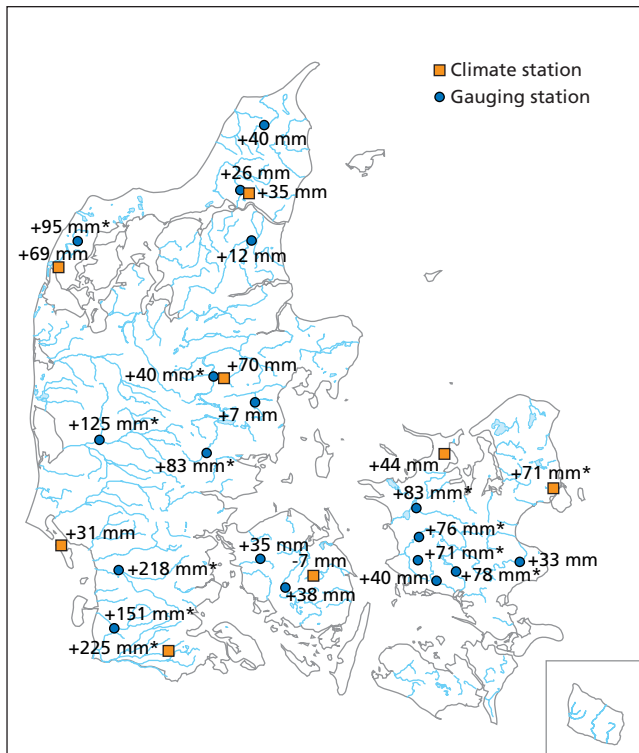 Climate station
Gauging station
+40 mm
+26 mm
+35 mm
+95 mm*
+69 mm
+12 mm
+70 mm
+40 mm*
+7 mm
+125 mm*
+83 mm*
+44 mm
+71 mm*
+83 mm*
+31 mm
+76 mm*
+35 mm
-7 mm
+71 mm*
+33 mm
+218 mm*
+78 mm*
+40 mm
+38 mm
+151 mm*
+225 mm*